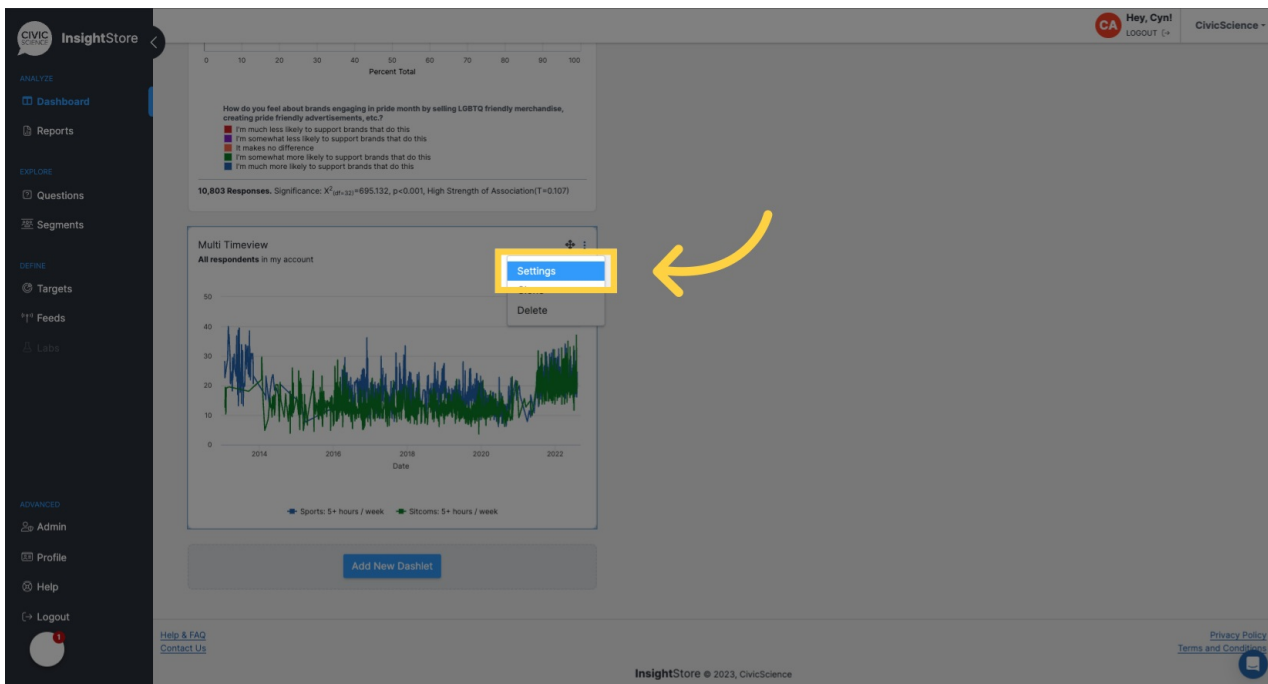 CIVIC
SCIENCE
InsightStore
Hey, Cyn!
LOGOUT
CA
CivicScience
ANALYZE
Dashboard
Reports
EXPLORE
Questions
Segments
DEFINE
Targets
Feeds
Labs
ADVANCED
Admin
Profile
Help
Logout
1
0 10 20 30 40 50 60 70 80 90 100
Percent Total
How do you feel about brands engaging in pride month by selling LGBTQ friendly merchandise,
creating pride friendly advertisements, etc.?
I'm much less likely to support brands that do this
I'm somewhat less likely to support brands that do this
It makes no difference
I'm somewhat more likely to support brands that do this
I'm much more likely to support brands that do this
10,803 Responses. Significance: X²(df=32)=695.132, p<0.001, High Strength of Association(T=0.107)
Multi Timeview
All respondents in my account
Settings
Delete
50
40
30
20
10
0
2014 2016 2018 2020 2022
Date
Sports: 5+ hours / week Sitcoms: 5+ hours / week
Add New Dashlet
Help & FAQ
Contact Us
Privacy Policy
Terms and Conditions
InsightStore © 2023, CivicScience